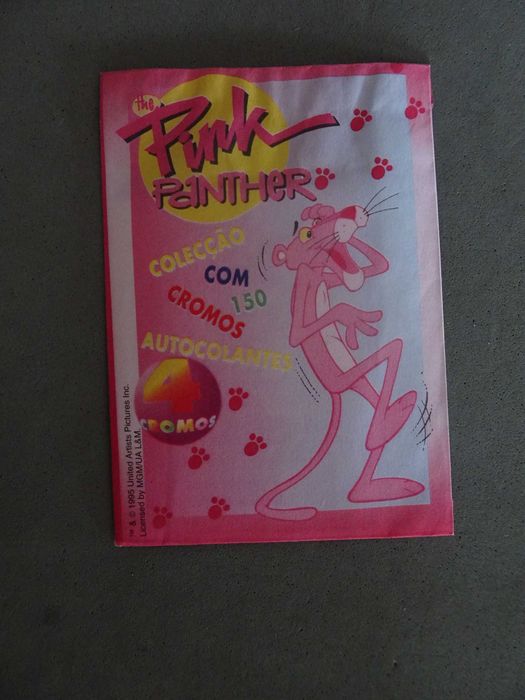 the
Pink
PANTHER
COLECÇÃO
COM
150
CROMOS
AUTOCOLANTES
4
CROMOS
™ & © 1995 United Artists Pictures Inc.
Licensed by MGM/UA L&M.